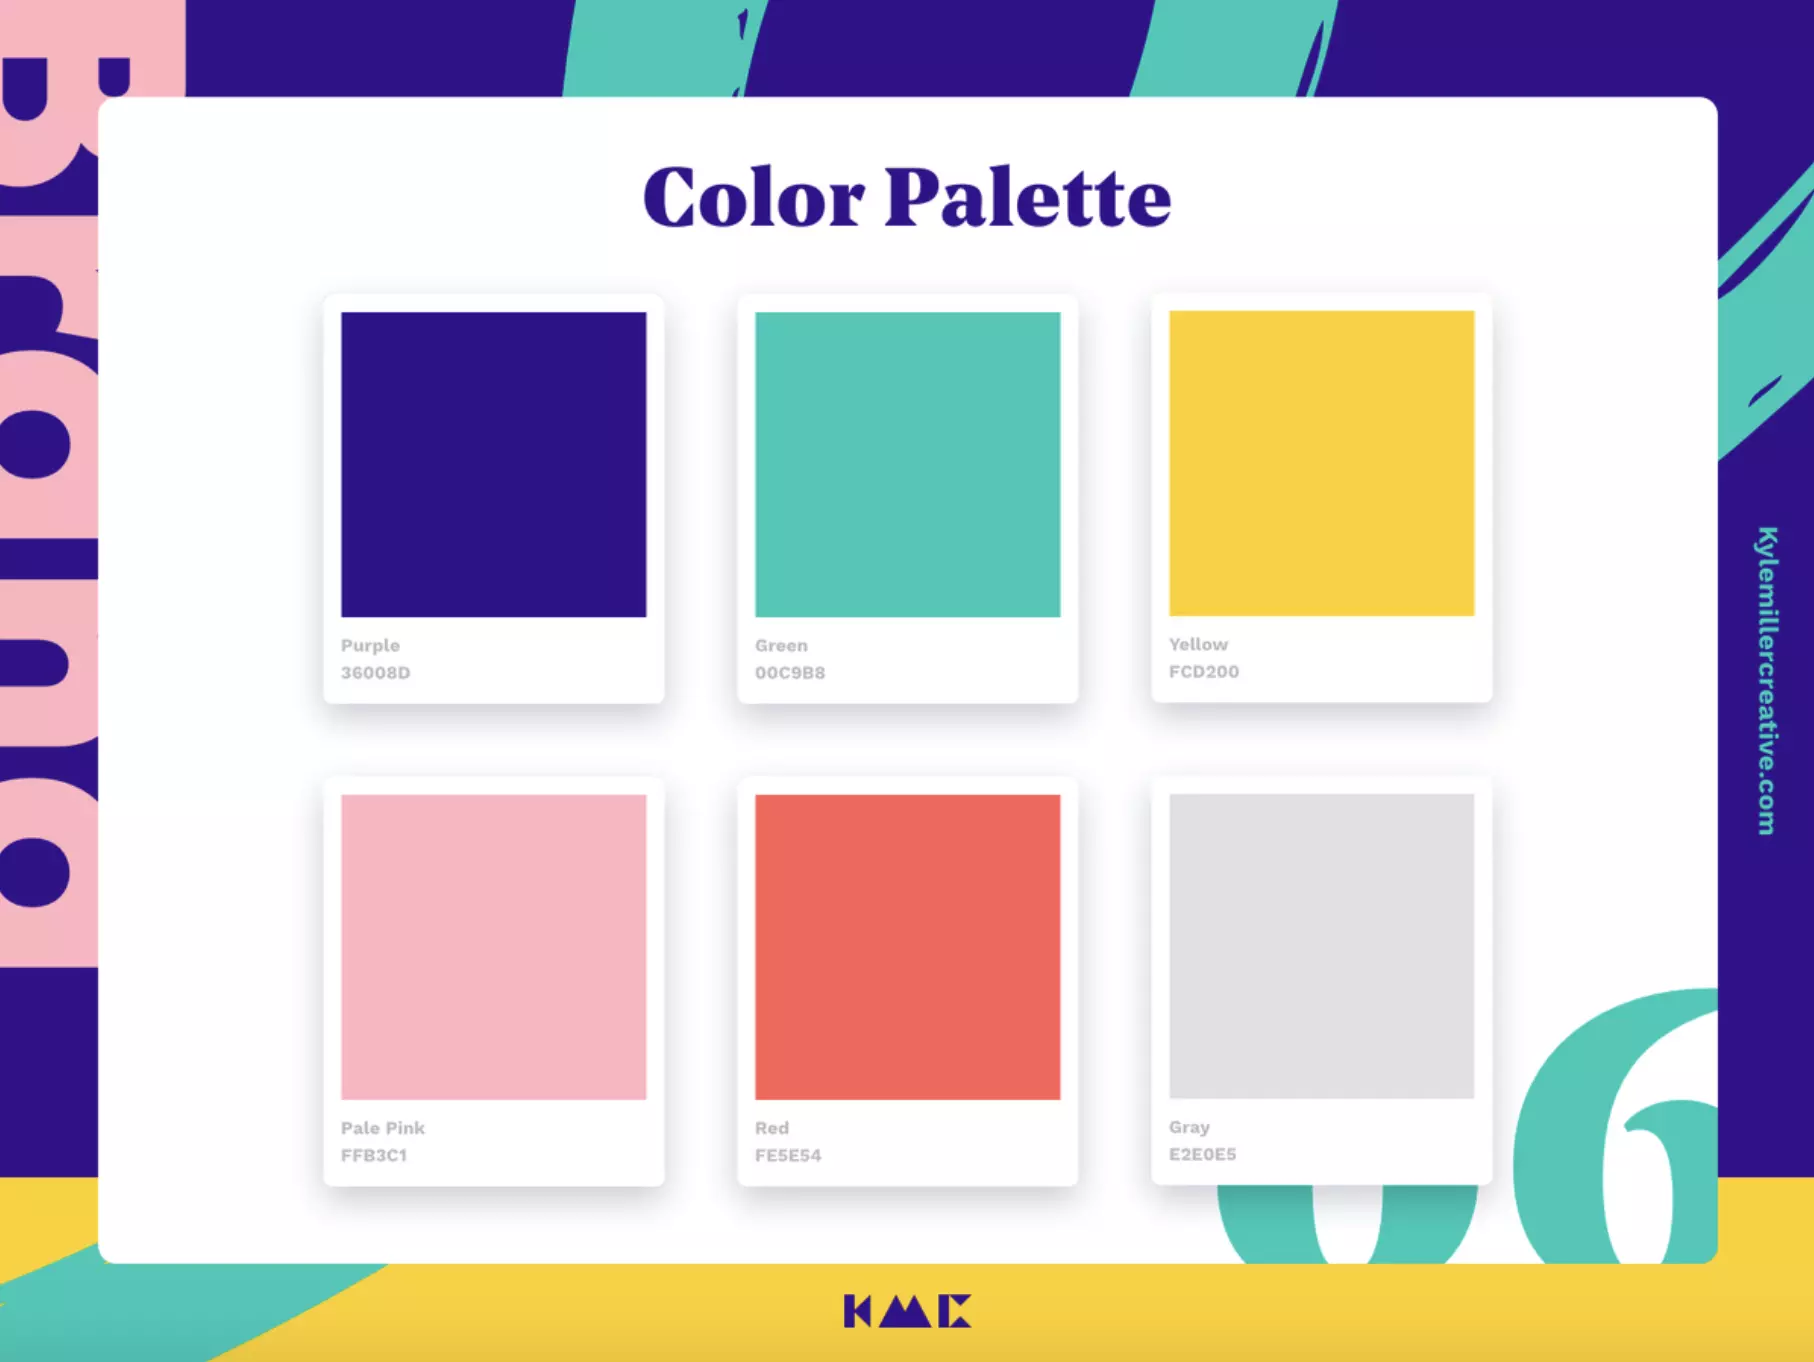 Brand
Color Palette
Purple
36008D
Green
00C9B8
Yellow
FCD200
Pale Pink
FFB3C1
Red
FE5E54
Gray
E2E0E5
06
Kylemillercreative.com
KMC